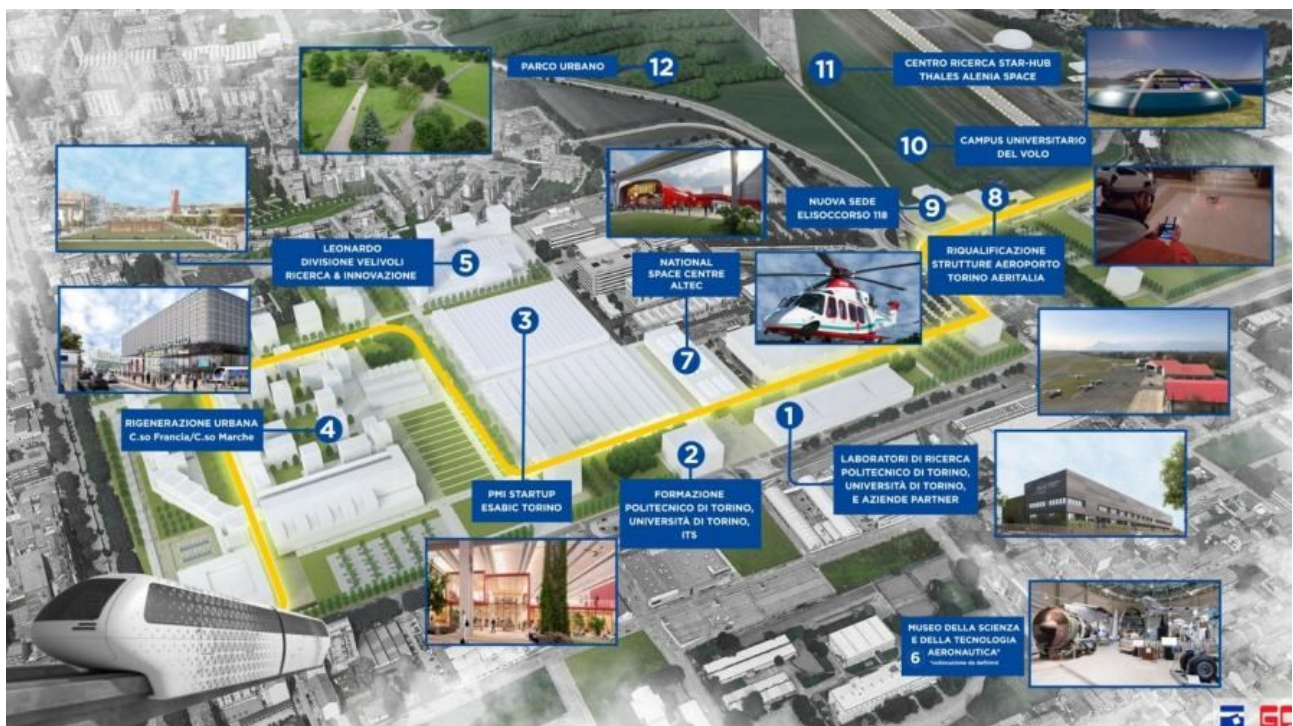 PARCO URBANO
12
11
CENTRO RICERCA STAR-HUB
THALES ALENIA SPACE
10
CAMPUS UNIVERSITARIO
DEL VOLO
NUOVA SEDE
ELISOCCORSO 118
9
8
RIQUALIFICAZIONE
STRUTTURE AEROPORTO
TORINO AERITALIA
LEONARDO
DIVISIONE VELIVOLI
RICERCA & INNOVAZIONE
5
NATIONAL
SPACE CENTRE
ALTEC
7
3
PMI STARTUP
ESABIC TORINO
RIGENERAZIONE URBANA
C.so Francia/C.so Marche
4
1
LABORATORI DI RICERCA
POLITECNICO DI TORINO,
UNIVERSITÀ DI TORINO,
E AZIENDE PARTNER
2
FORMAZIONE
POLITECNICO DI TORINO,
UNIVERSITÀ DI TORINO,
ITS
MUSEO DELLA SCIENZA
E DELLA TECNOLOGIA
AERONAUTICA*
6